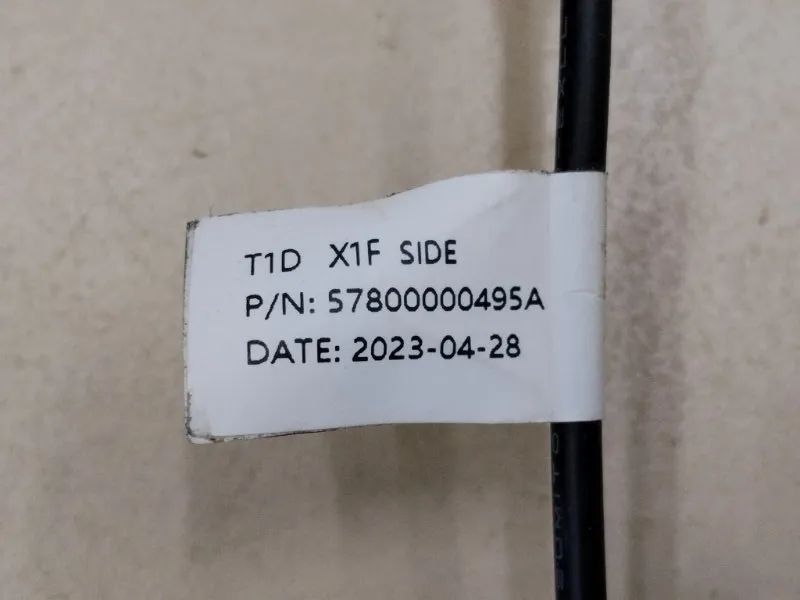 T1D X1F SIDE
P/N: 57800000495A
DATE: 2023-04-28